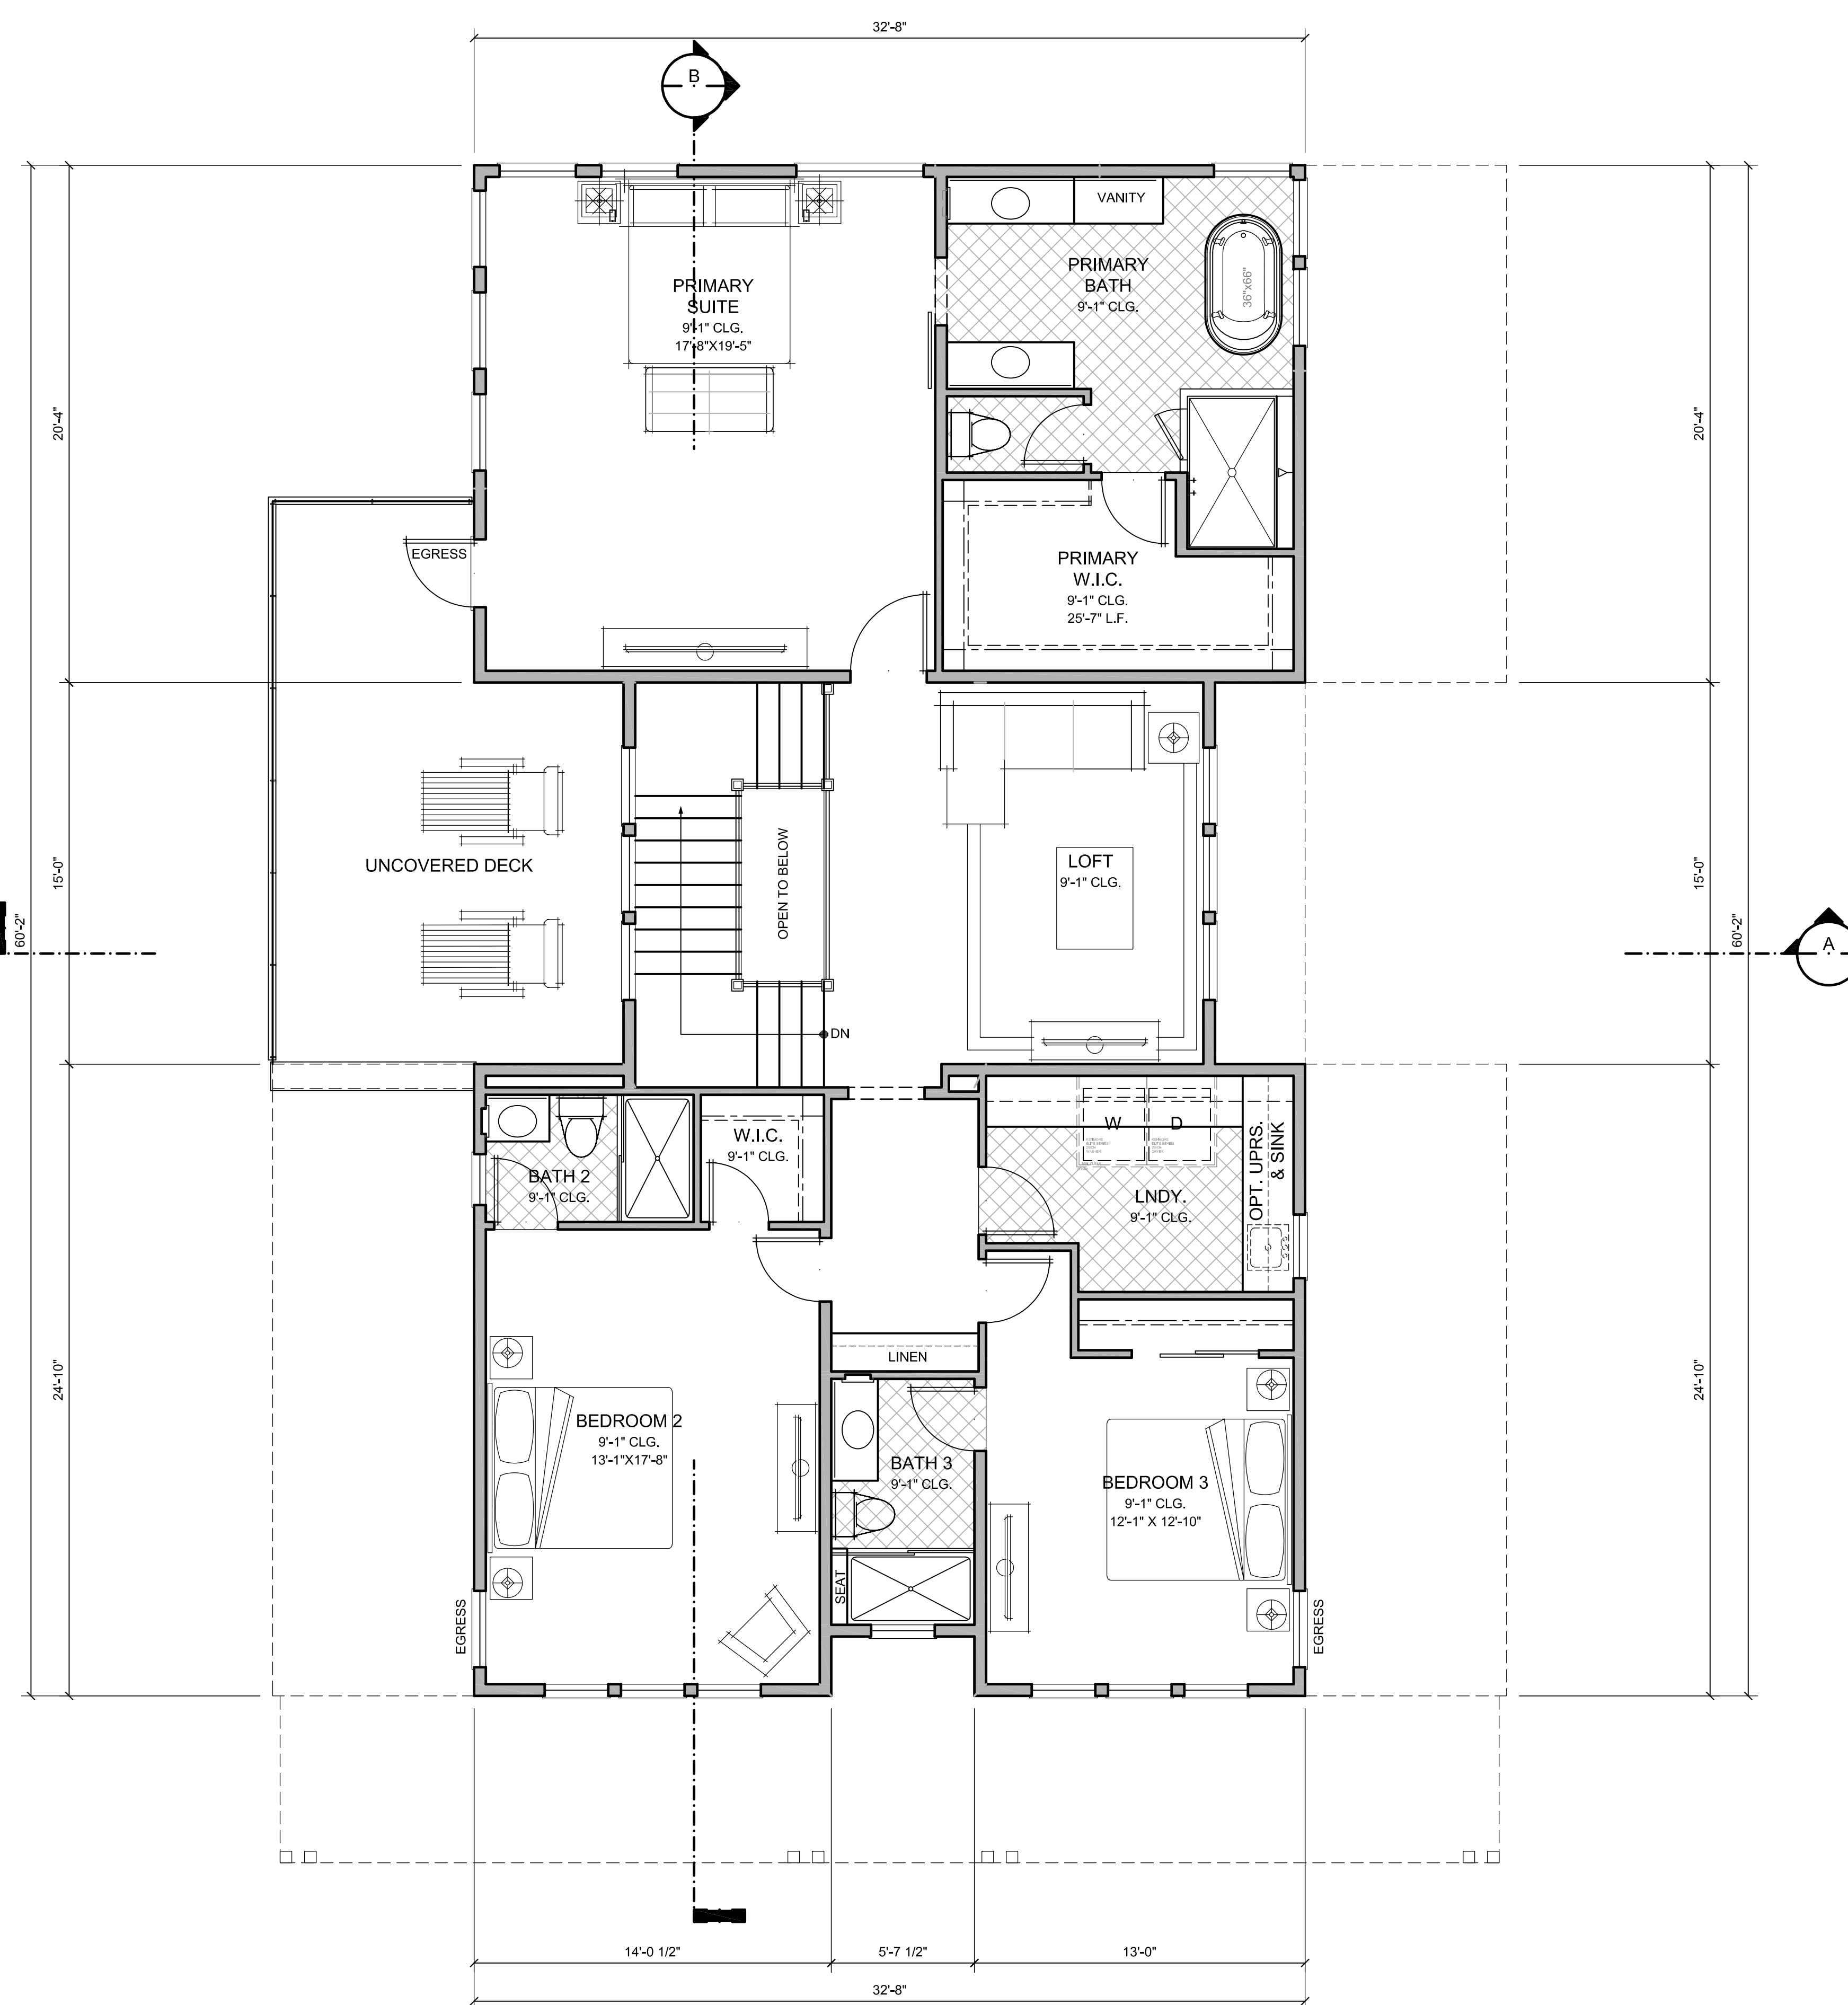 32'-8"
B
VANITY
PRIMARY
BATH
9'-1" CLG.
36"x66"
PRIMARY
SUITE
9'-1" CLG.
17'-8"X19'-5"
20'-4"
20'-4"
EGRESS
PRIMARY
W.I.C.
9'-1" CLG.
25'-7" L.F.
UNCOVERED DECK
OPEN TO BELOW
LOFT
9'-1" CLG.
15'-0"
15'-0"
60'-2"
60'-2"
A
DN
W
D
W.I.C.
9'-1" CLG.
BATH 2
9'-1" CLG.
LNDY.
9'-1" CLG.
OPT. UPRS.
& SINK
LINEN
24'-10"
24'-10"
BEDROOM 2
9'-1" CLG.
13'-1"X17'-8"
BATH 3
9'-1" CLG.
BEDROOM 3
9'-1" CLG.
12'-1" X 12'-10"
SEAT
EGRESS
EGRESS
14'-0 1/2"
5'-7 1/2"
13'-0"
32'-8"